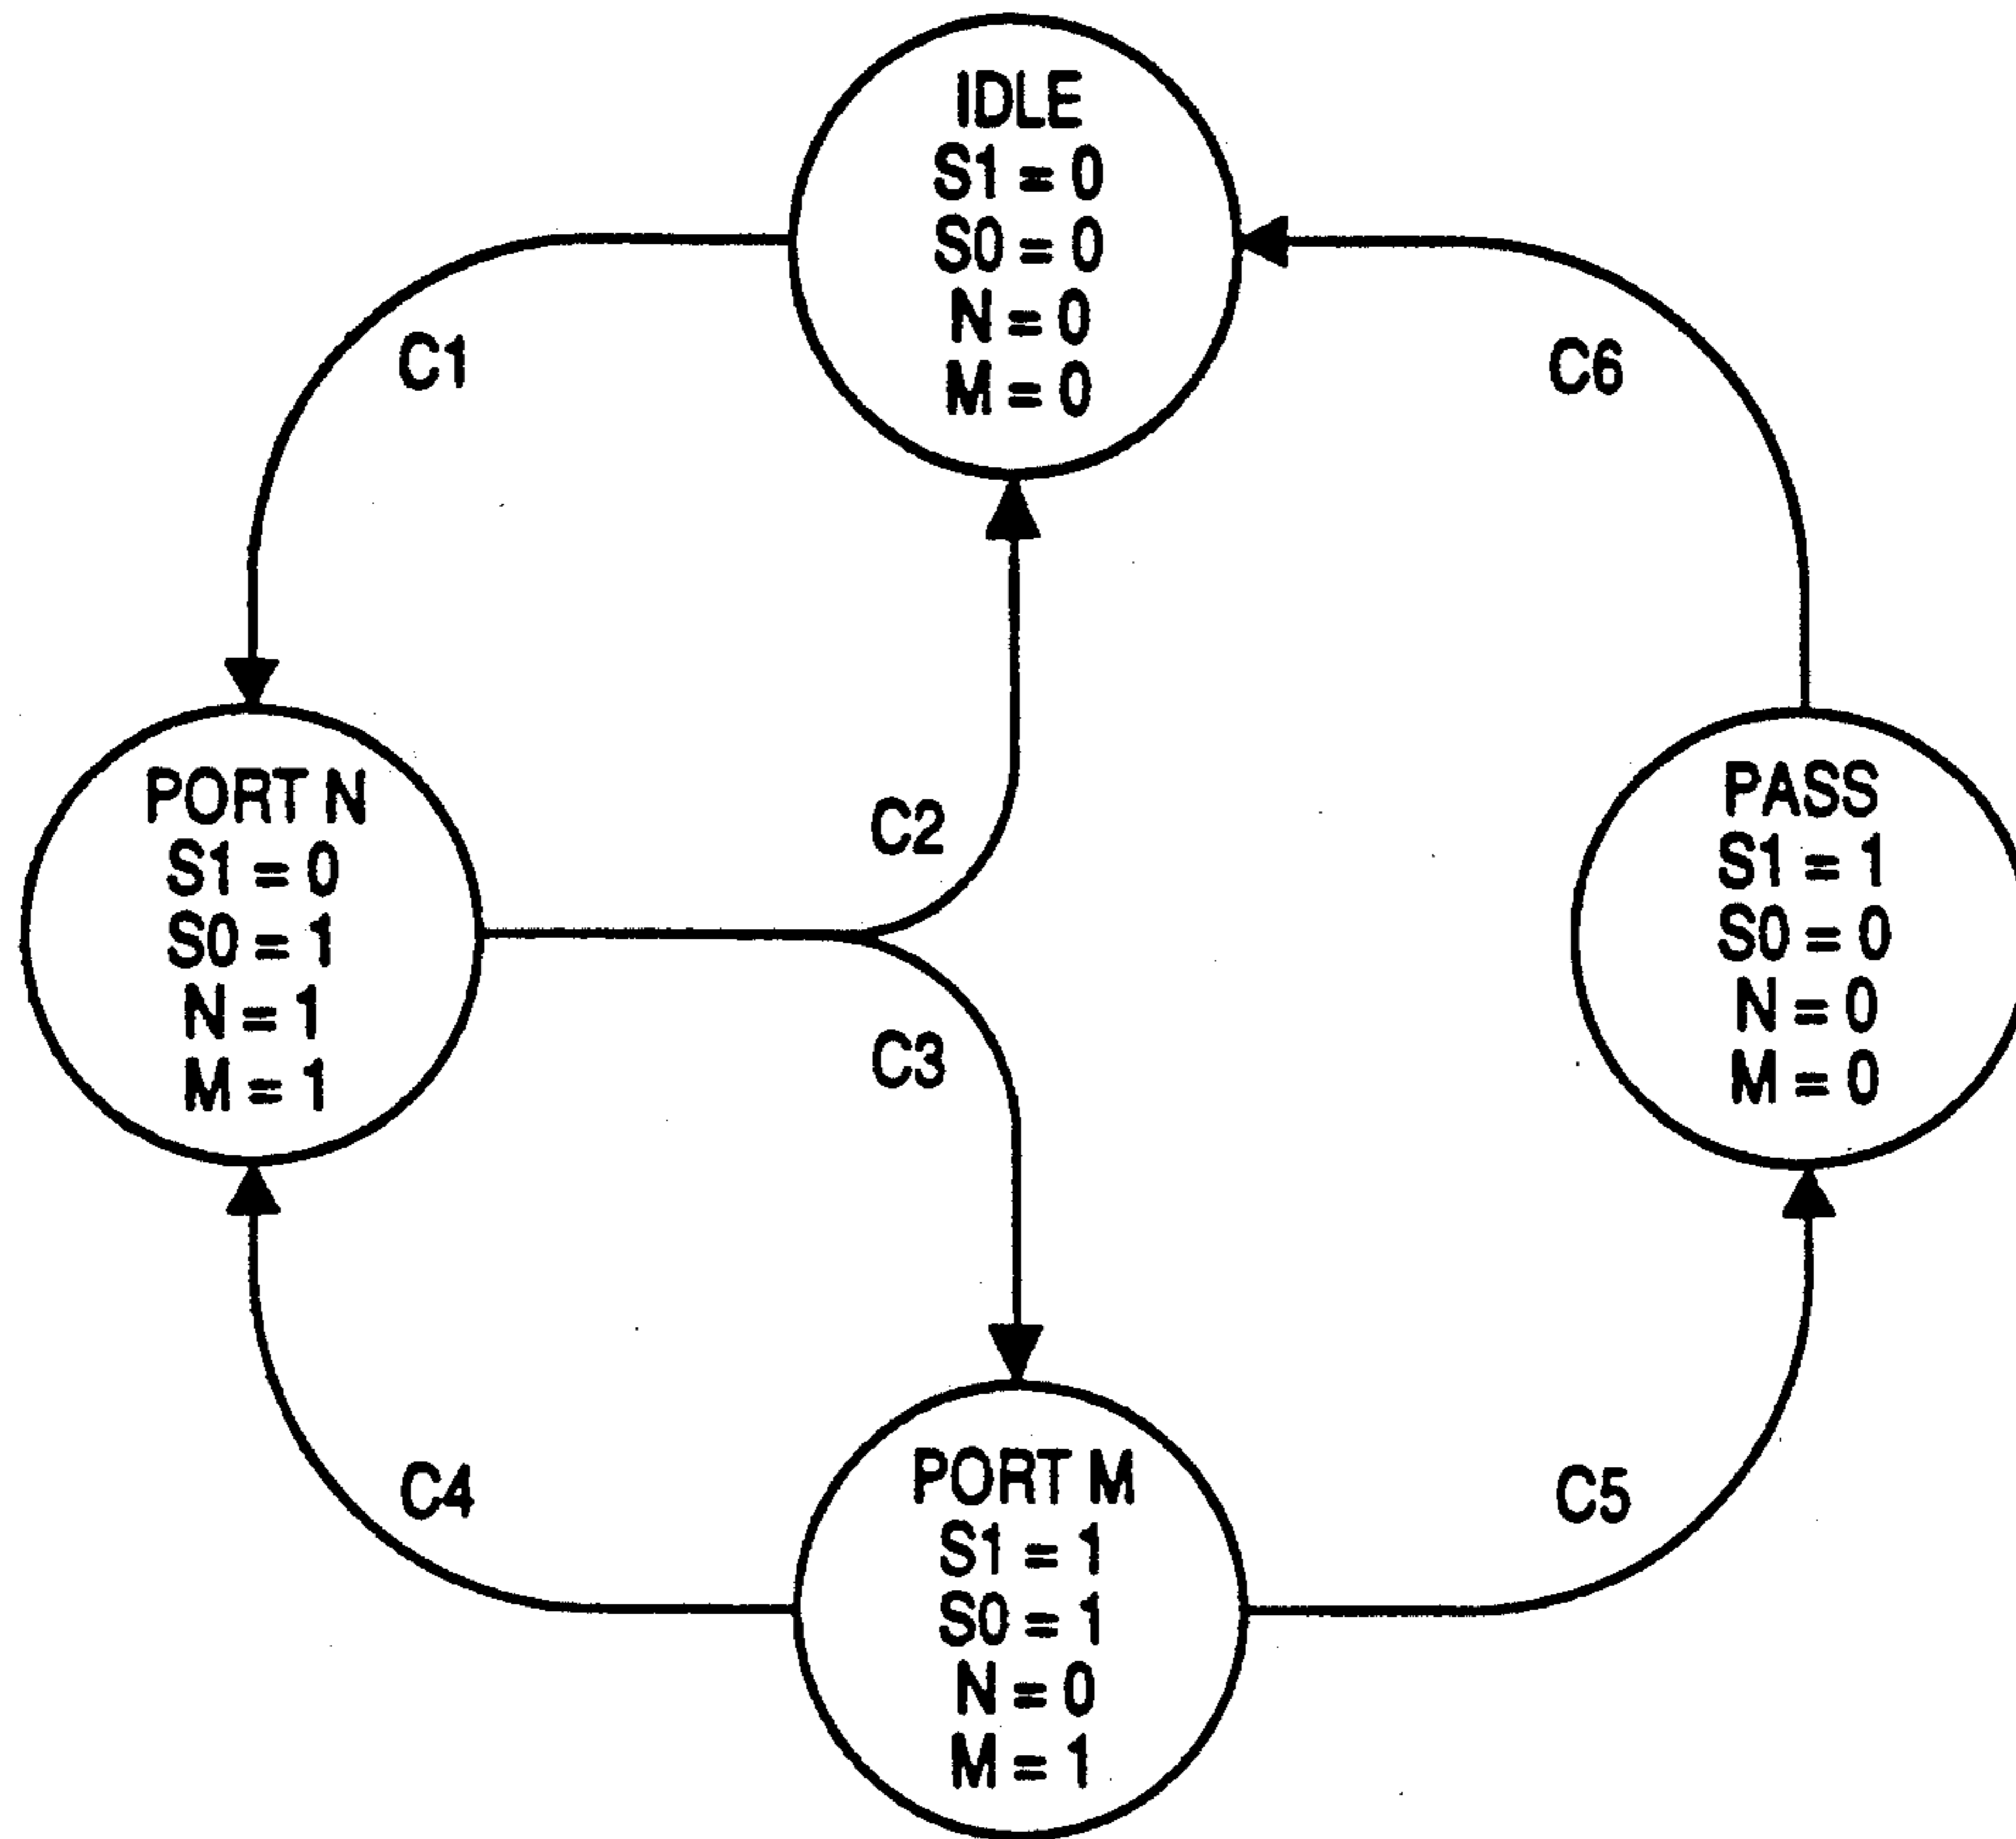 IDLE
S1 = 0
S0 = 0
N = 0
M = 0
C1
C6
PORT N
S1 = 0
S0 = 1
N = 1
M = 1
C2
C3
PASS
S1 = 1
S0 = 0
N = 0
M = 0
C4
PORT M
S1 = 1
S0 = 1
N = 0
M = 1
C5